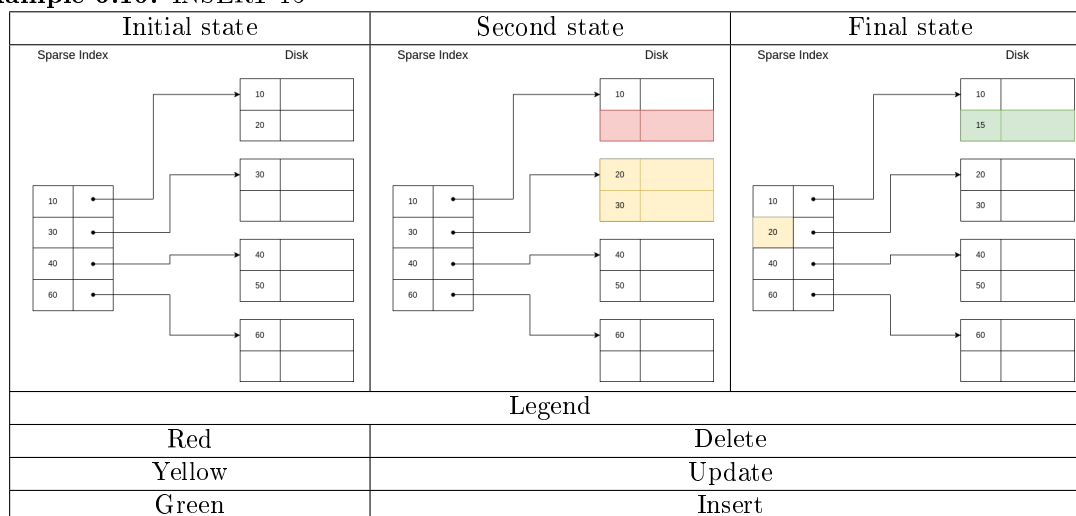 Initial state Second state Final state
Sparse Index Disk Sparse Index Disk Sparse Index Disk
10 10 10
20 15
30 20 20
10 10 10
30 30 30
30 30 20
40 40 40
40 40 40
50 50 50
60 60 60
60 60 60
Legend
Red Delete
Yellow Update
Green Insert